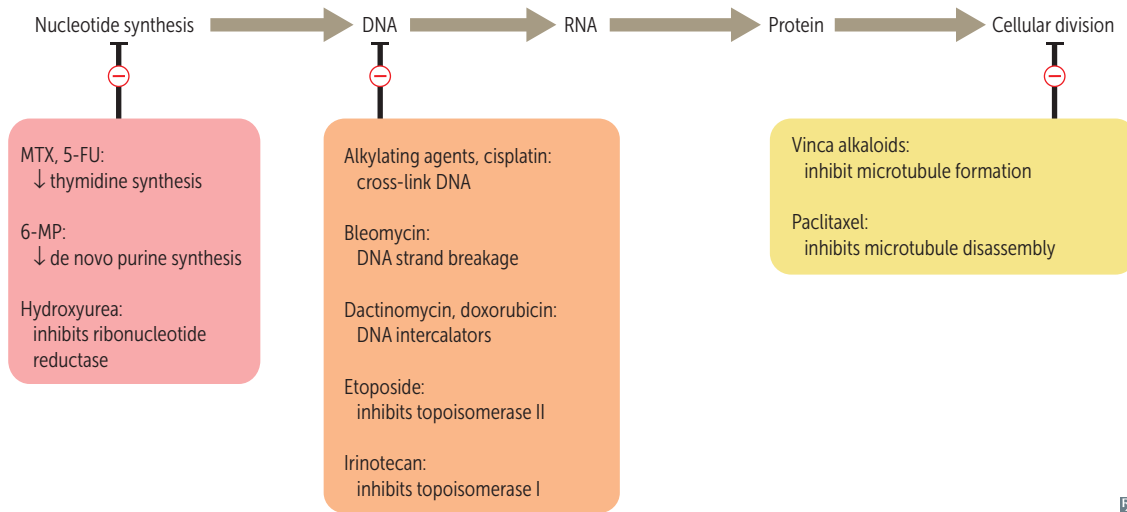 Nucleotide synthesis
DNA
RNA
Protein
Cellular division
MTX, 5-FU:
↓ thymidine synthesis
6-MP:
↓ de novo purine synthesis
Hydroxyurea:
inhibits ribonucleotide
reductase
Alkylating agents, cisplatin:
cross-link DNA
Bleomycin:
DNA strand breakage
Dactinomycin, doxorubicin:
DNA intercalators
Etoposide:
inhibits topoisomerase II
Irinotecan:
inhibits topoisomerase I
Vinca alkaloids:
inhibit microtubule formation
Paclitaxel:
inhibits microtubule disassembly